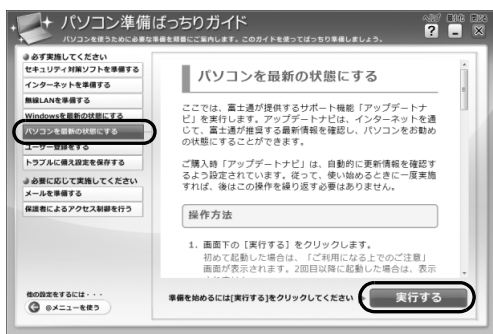 パソコン準備ばっちりガイド
パソコンを使うために必要な準備を順番にご案内します。このガイドを使ってばっちり準備しましょう。
ヘルプ 最小化 閉じる
必ず実施してください
セキュリティ対策ソフトを準備する
インターネットを準備する
無線LANを準備する
Windowsを最新の状態にする
パソコンを最新の状態にする
ユーザー登録をする
トラブルに備え設定を保存する
必要に応じて実施してください
メールを準備する
保護者によるアクセス制御を行う
他の設定をするには・・・
@メニューを使う
パソコンを最新の状態にする
ここでは、富士通が提供するサポート機能「アップデートナ
ビ」を実行します。アップデートナビは、インターネットを通
じて、富士通が推奨する最新情報を確認し、パソコンをお勧め
の状態にすることができます。
ご購入時「アップデートナビ」は、自動的に更新情報を確認す
るよう設定されています。従って、使い始めるときに一度実施
すれば、後はこの操作を繰り返す必要はありません。
操作方法
1. 画面下の［実行する］をクリックします。
初めて起動した場合は、「ご利用になる上でのご注意」
画面が表示されます。2回目以降に起動した場合は、表示
準備を始めるには[実行する]をクリックしてください
実行する